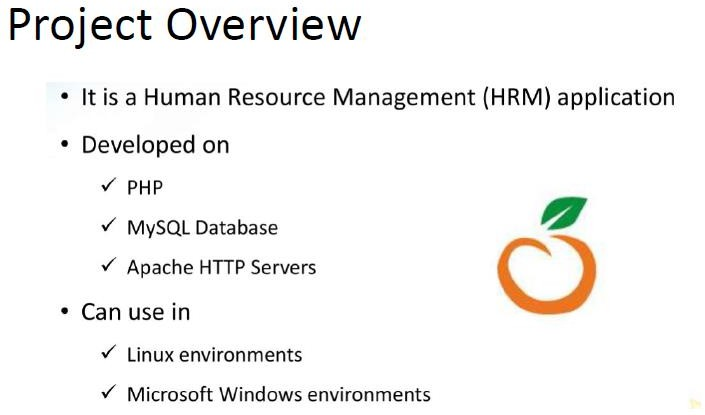 Project Overview
• It is a Human Resource Management (HRM) application
• Developed on
✓ PHP
✓ MySQL Database
✓ Apache HTTP Servers
• Can use in
✓ Linux environments
✓ Microsoft Windows environments